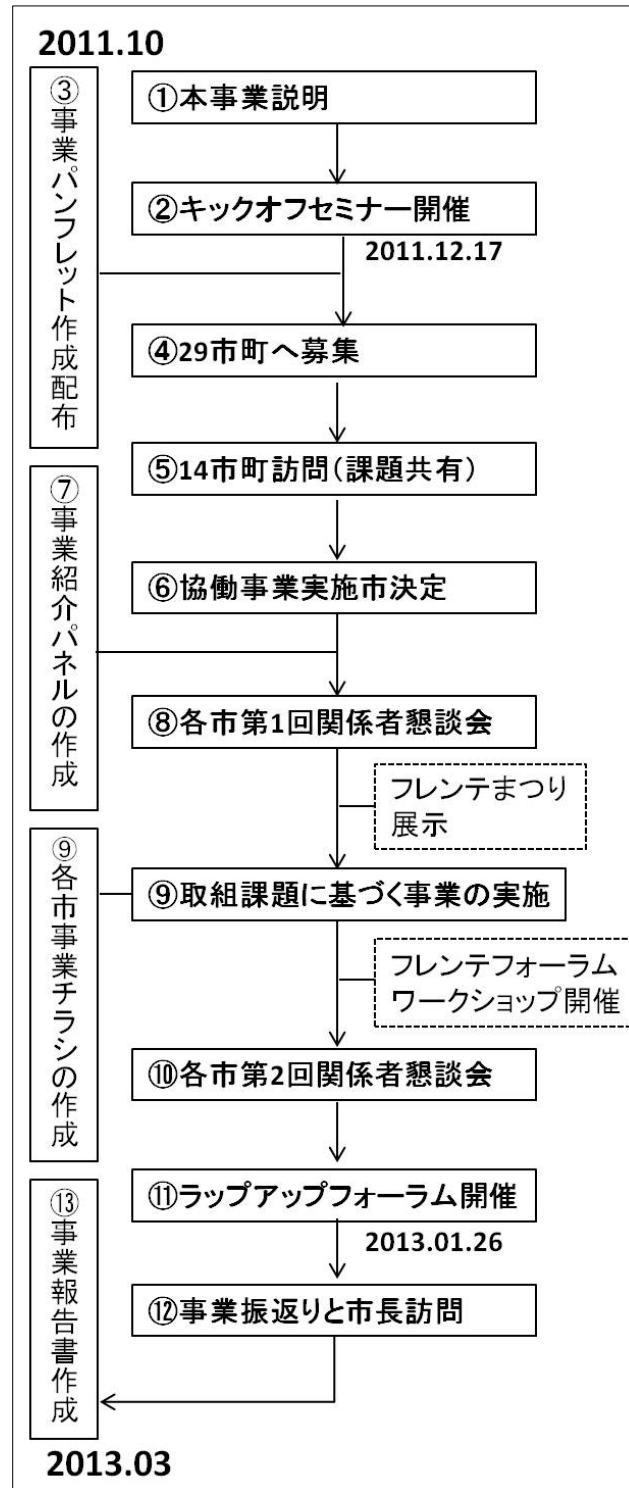 2011.10
①本事業説明
②キックオフセミナー開催
2011.12.17
③事業パンフレット作成配布
④29市町へ募集
⑤14市町訪問（課題共有）
⑥協働事業実施市決定
⑦事業紹介パネルの作成
⑧各市第1回関係者懇談会
フレンテまつり
展示
⑨各市事業チラシの作成
⑨取組課題に基づく事業の実施
フレンテフォーラム
ワークショップ開催
⑩各市第2回関係者懇談会
⑪ラップアップフォーラム開催
2013.01.26
⑫事業振返りと市長訪問
⑬事業報告書作成
2013.03